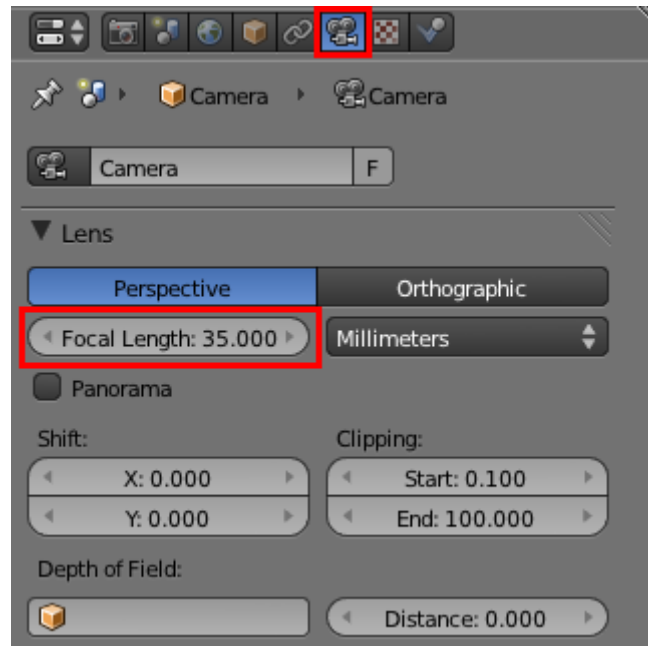 Camera Camera
Camera F
Lens
Perspective Orthographic
Focal Length: 35.000 Millimeters
Panorama
Shift: Clipping:
X: 0.000 Start: 0.100
Y: 0.000 End: 100.000
Depth of Field:
Distance: 0.000